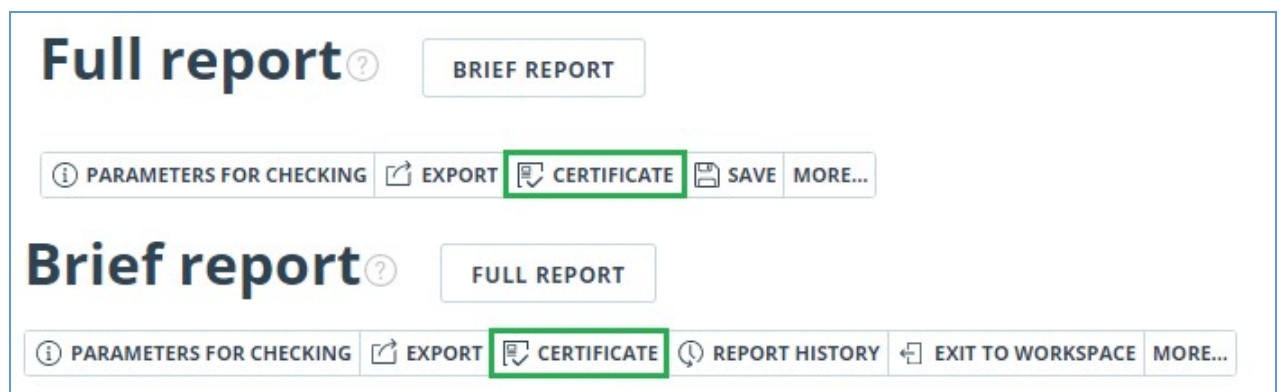 Full report ? BRIEF REPORT
i PARAMETERS FOR CHECKING EXPORT CERTIFICATE SAVE MORE...
Brief report ? FULL REPORT
i PARAMETERS FOR CHECKING EXPORT CERTIFICATE REPORT HISTORY EXIT TO WORKSPACE MORE...